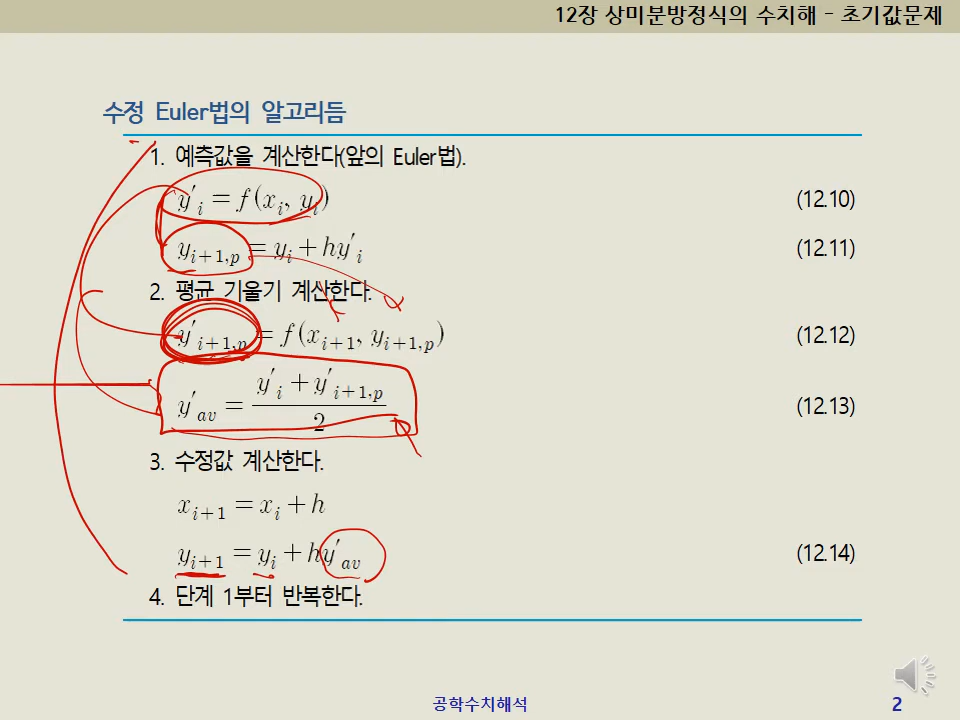 12장 상미분방정식의 수치해 - 초기값문제
수정 Euler법의 알고리듬
1. 예측값을 계산한다(앞의 Euler법).
y'_i = f(x_i, y_i) (12.10)
y_{i+1,p} = y_i + hy'_i (12.11)
2. 평균 기울기 계산한다.
y'_{i+1,p} = f(x_{i+1}, y_{i+1,p}) (12.12)
y'_{av} = \frac{y'_i + y'_{i+1,p}}{2} (12.13)
3. 수정값 계산한다.
x_{i+1} = x_i + h
y_{i+1} = y_i + hy'_{av} (12.14)
4. 단계 1부터 반복한다.
공학수치해석 2